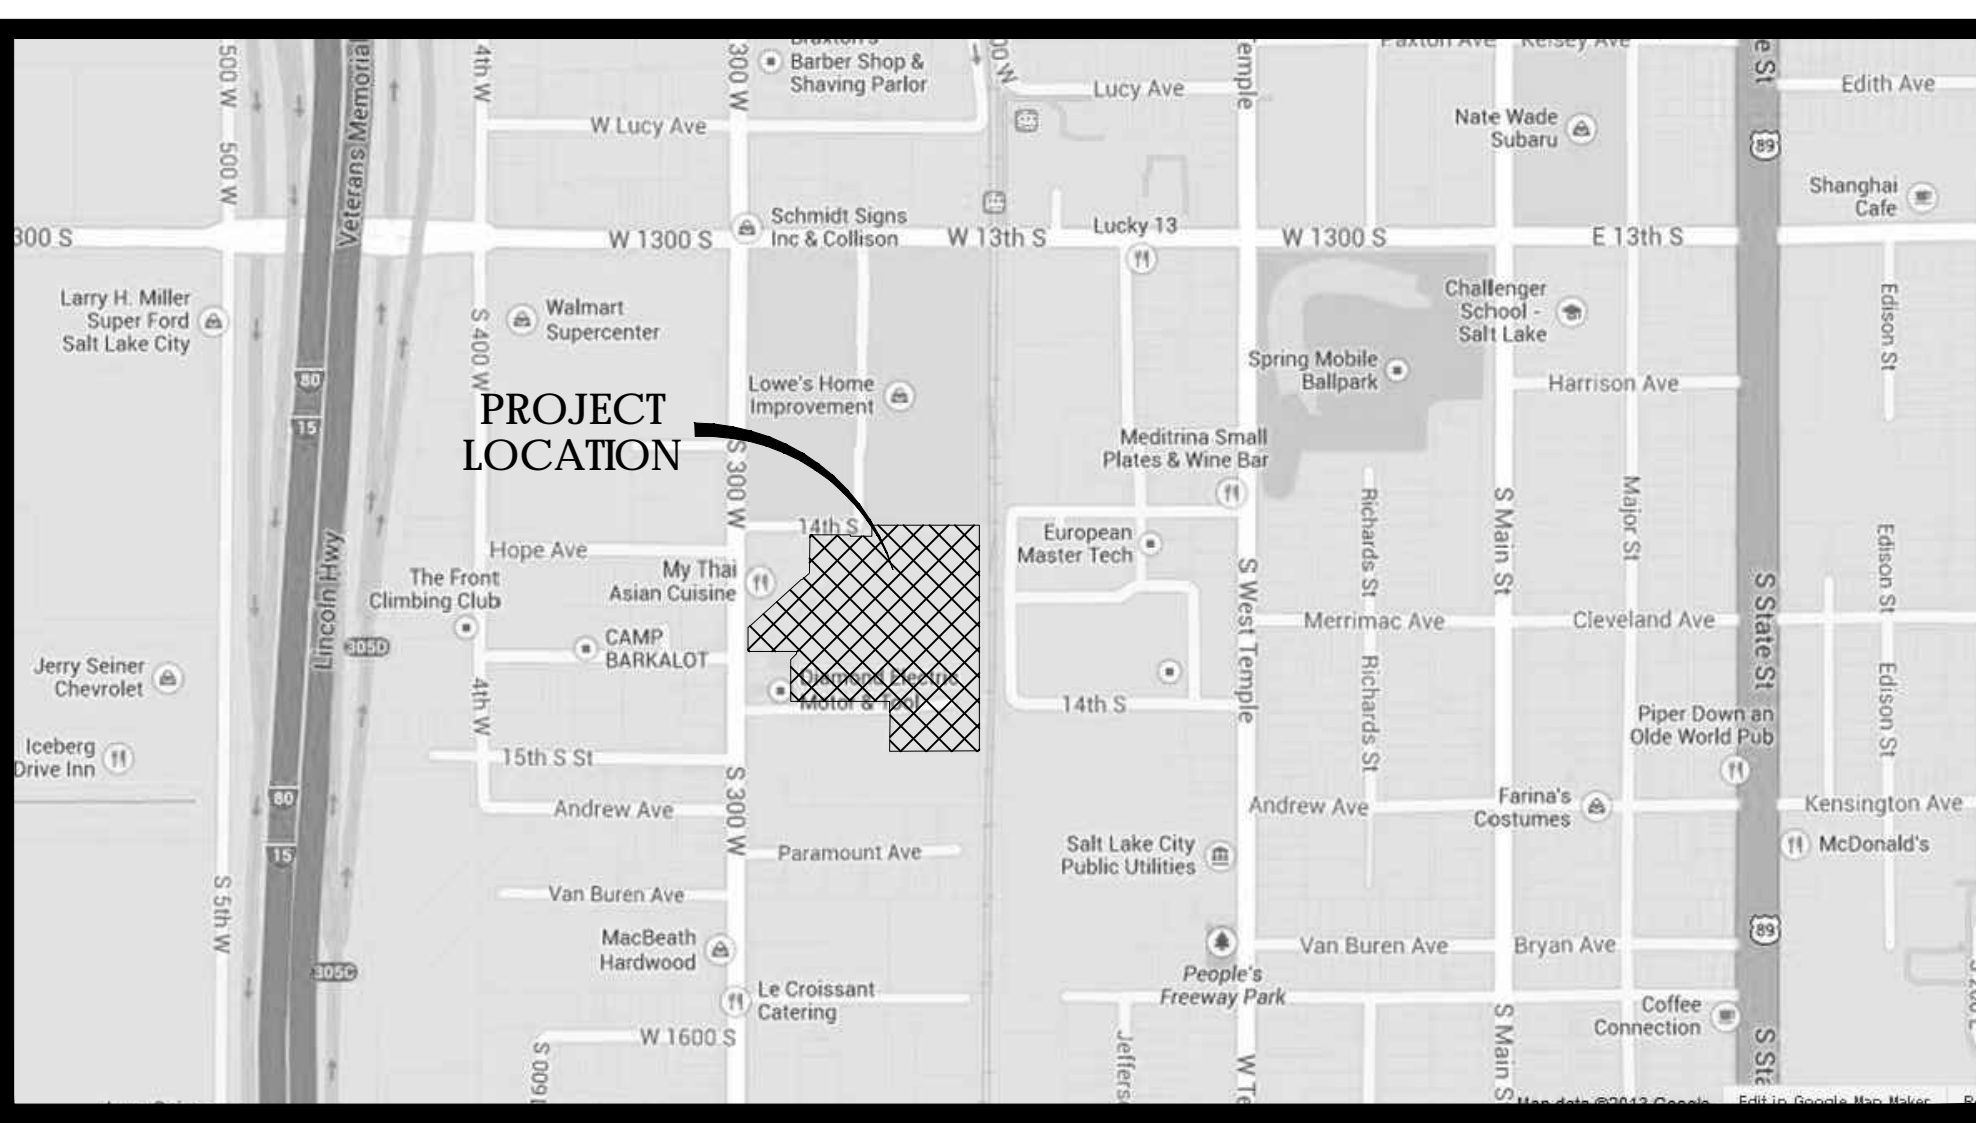 500 W
500 W
Veterans Memorial
4th W
300 W
Barber Shop &
Shaving Parlor
00 W
Lucy Ave
emple
Paxton Ave
Kelsey Ave
e St
Edith Ave
W Lucy Ave
Nate Wade
Subaru
89
Shanghai
Cafe
300 S
W 1300 S
Schmidt Signs
Inc & Collison
W 13th S
Lucky 13
W 1300 S
E 13th S
Larry H. Miller
Super Ford
Salt Lake City
S 400 W
Walmart
Supercenter
Challenger
School -
Salt Lake
Edison St
80
15
Spring Mobile
Ballpark
Harrison Ave
Lowe's Home
Improvement
PROJECT
LOCATION
S 300 W
Meditrina Small
Plates & Wine Bar
Richards St
S Main St
Major St
14th S
European
Master Tech
Edison St
Lincoln Hwy
Hope Ave
The Front
Climbing Club
My Thai
Asian Cuisine
S West Temple
S State St
Merrimac Ave
Cleveland Ave
305D
CAMP
BARKALOT
Jerry Seiner
Chevrolet
4th W
Diamond Electric
Motor & Tool
14th S
Richards St
Edison St
Piper Down an
Olde World Pub
Iceberg
Drive Inn
15th S St
80
Andrew Ave
S 300 W
Andrew Ave
Farina's
Costumes
Kensington Ave
15
Paramount Ave
Salt Lake City
Public Utilities
McDonald's
S 5th W
Van Buren Ave
MacBeath
Hardwood
Van Buren Ave
Bryan Ave
89
305C
People's
Freeway Park
Le Croissant
Catering
Coffee
Connection
W 1600 S
1600 S
Jeffers
W Te
S Main S
S Sta
Map data ©2013 Google
Edit in Google Map Maker